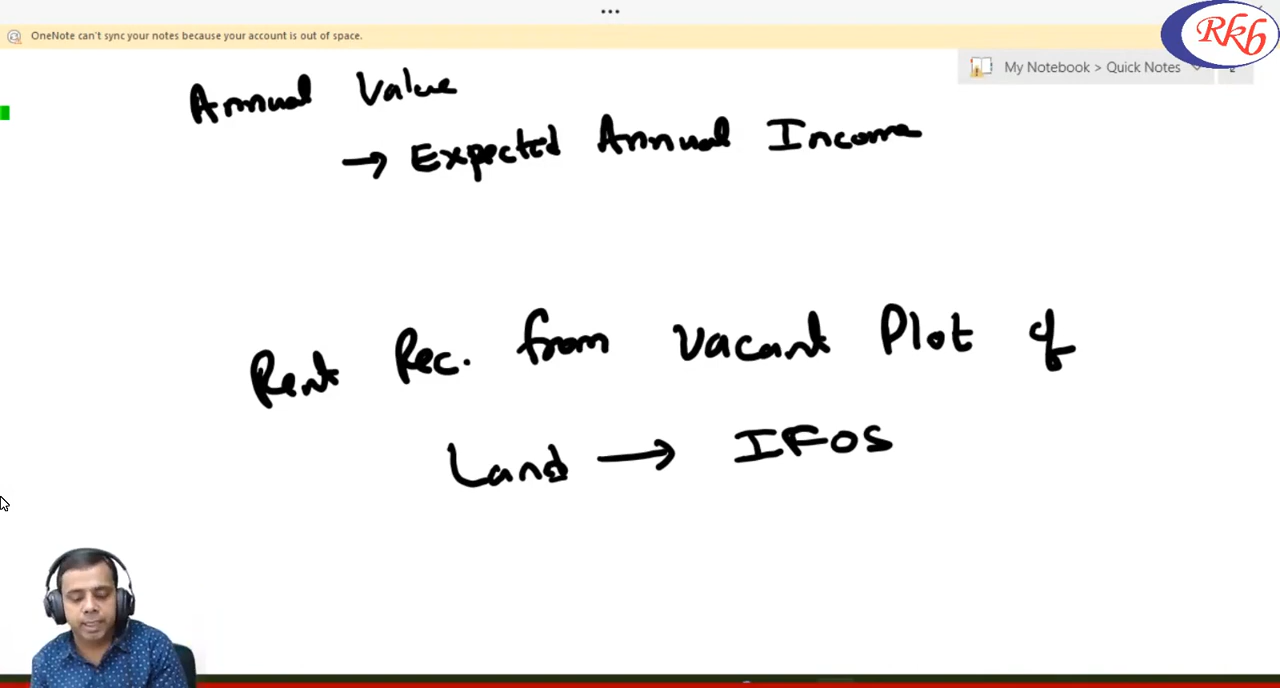 ...
OneNote can't sync your notes because your account is out of space.
Rkb
My Notebook > Quick Notes
Annual Value
→ Expected Annual Income
Rent Rec. from Vacant Plot of
Land → IFOS